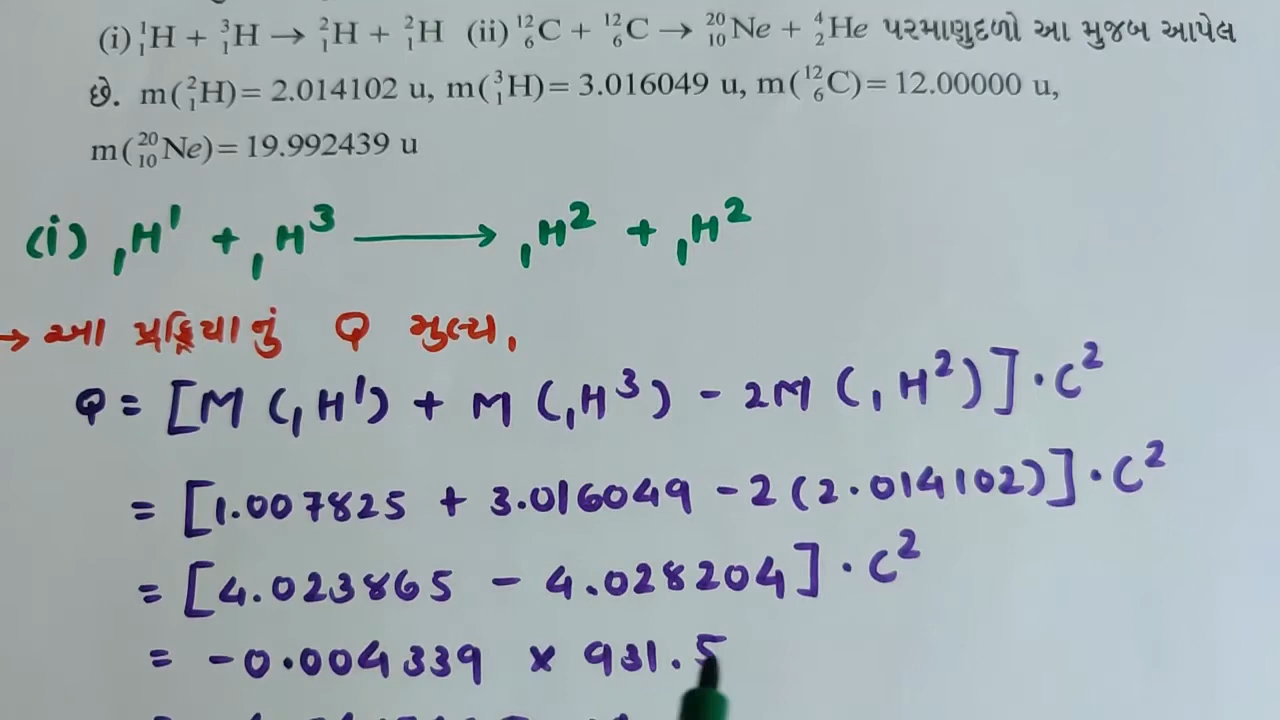 (i) ¹₁H + ³₁H → ²₁H + ²₁H (ii) ¹²₆C + ¹²₆C → ²⁰₁₀Ne + ⁴₂He પરમાણુદળો આ મુજબ આપેલ
છે. m(²₁H)= 2.014102 u, m(³₁H)= 3.016049 u, m(¹²₆C)= 12.00000 u,
m(²⁰₁₀Ne)= 19.992439 u
(i) ₁H¹ + ₁H³ ⟶ ₁H² + ₁H²
→ આ પ્રક્રિયાનું Q મુલ્ય.
Q = [M (₁H¹) + M (₁H³) - 2M (₁H²)] · C²
= [1.007825 + 3.016049 - 2 (2.014102)] · C²
= [4.023865 - 4.028204] · C²
= -0.004339 × 931.5